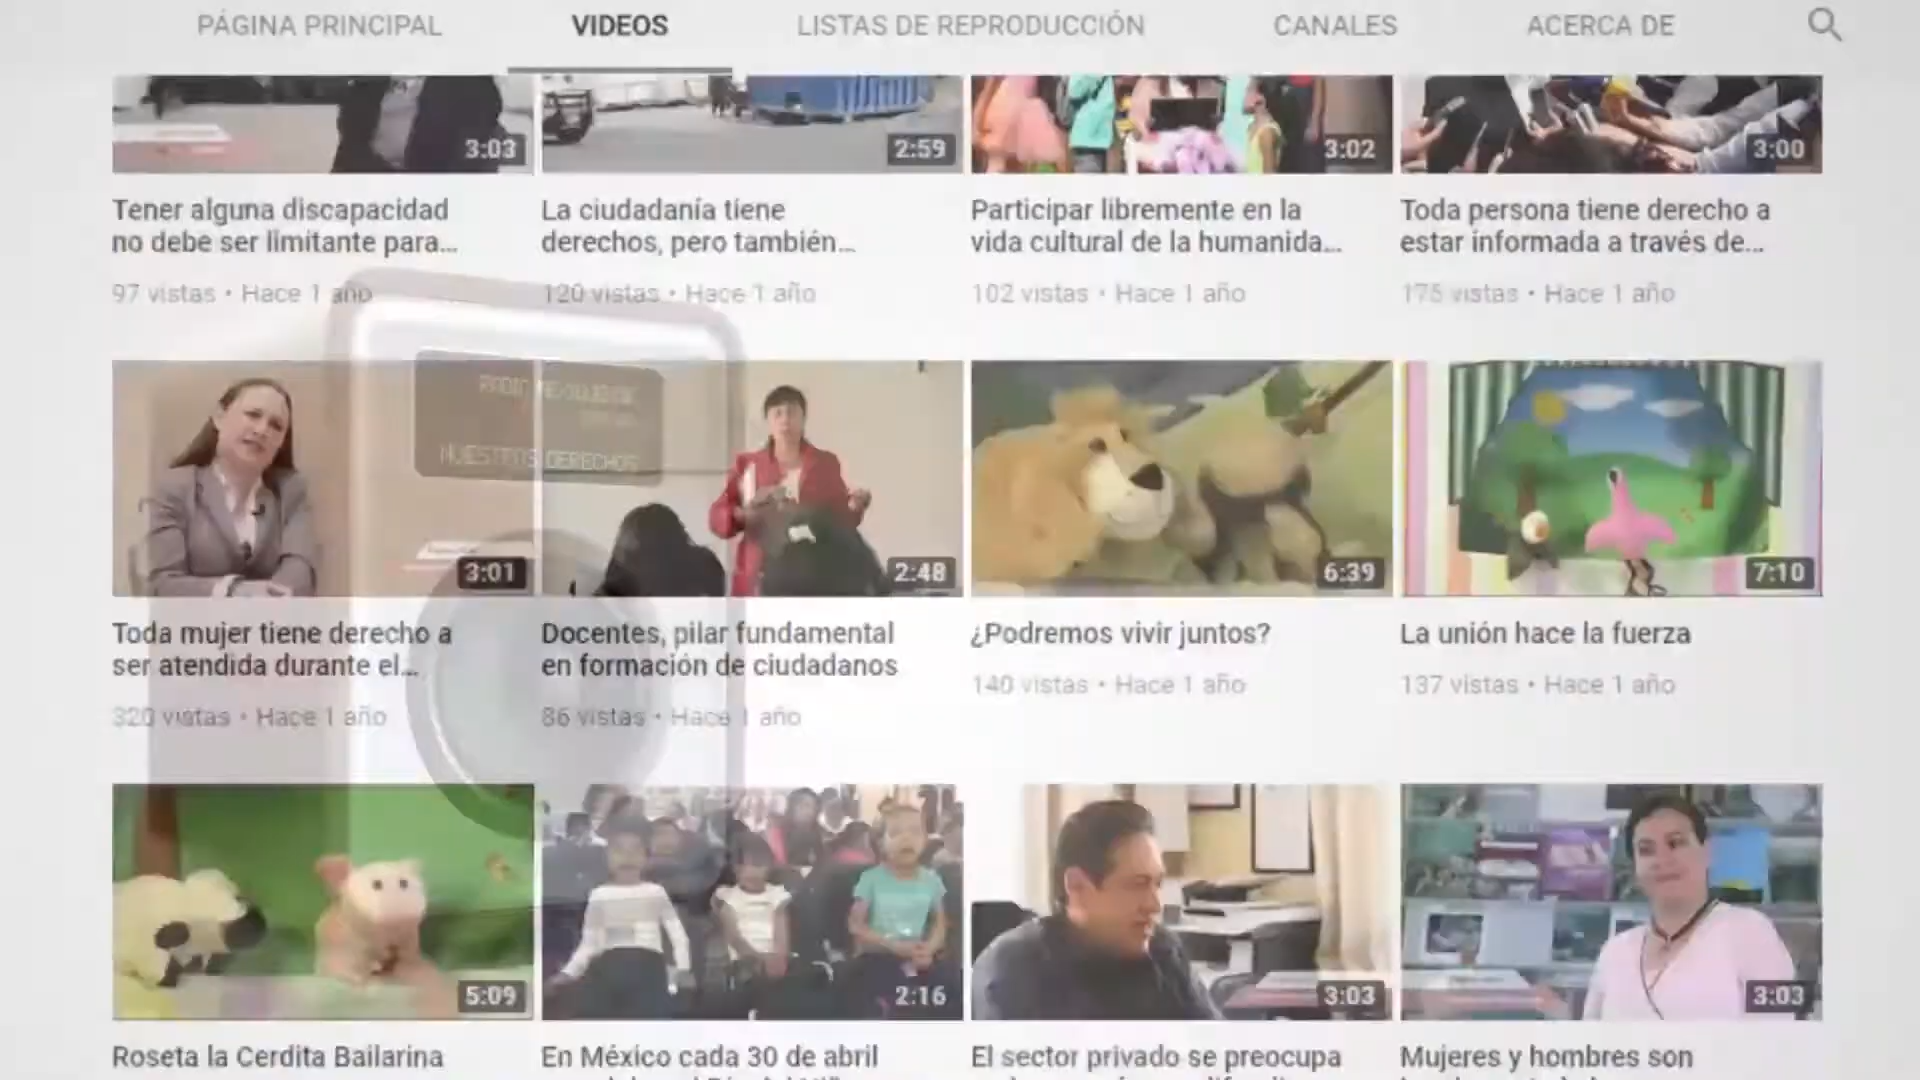 PÁGINA PRINCIPAL
VIDEOS
LISTAS DE REPRODUCCIÓN
CANALES
ACERCA DE
3:03
2:59
3:02
3:00
Tener alguna discapacidad
no debe ser limitante para...
97 vistas • Hace 1 año
La ciudadanía tiene
derechos, pero también...
120 vistas • Hace 1 año
Participar libremente en la
vida cultural de la humanida...
102 vistas • Hace 1 año
Toda persona tiene derecho a
estar informada a través de...
175 vistas • Hace 1 año
NUESTROS DERECHOS
3:01
2:48
6:39
7:10
Toda mujer tiene derecho a
ser atendida durante el...
320 vistas • Hace 1 año
Docentes, pilar fundamental
en formación de ciudadanos
86 vistas • Hace 1 año
¿Podremos vivir juntos?
140 vistas • Hace 1 año
La unión hace la fuerza
137 vistas • Hace 1 año
5:09
2:16
3:03
3:03
Roseta la Cerdita Bailarina
En México cada 30 de abril
El sector privado se preocupa
Mujeres y hombres son